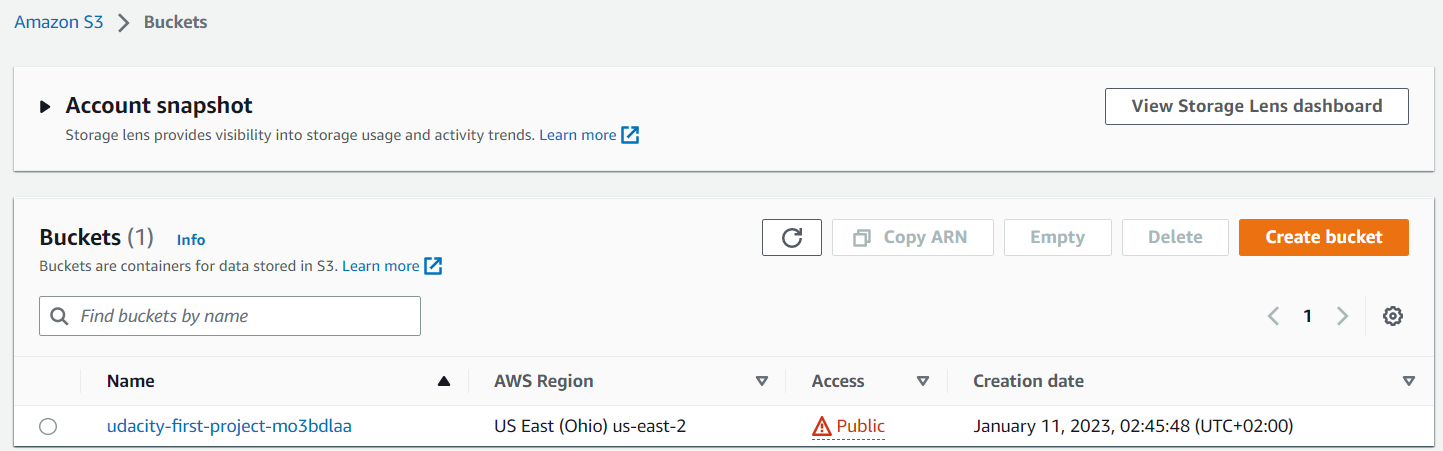 Amazon S3 > Buckets
Account snapshot
View Storage Lens dashboard
Storage lens provides visibility into storage usage and activity trends. Learn more
Buckets (1) Info
Copy ARN Empty Delete Create bucket
Buckets are containers for data stored in S3. Learn more
Find buckets by name
1
Name AWS Region Access Creation date
udacity-first-project-mo3bdlaa US East (Ohio) us-east-2 Public January 11, 2023, 02:45:48 (UTC+02:00)